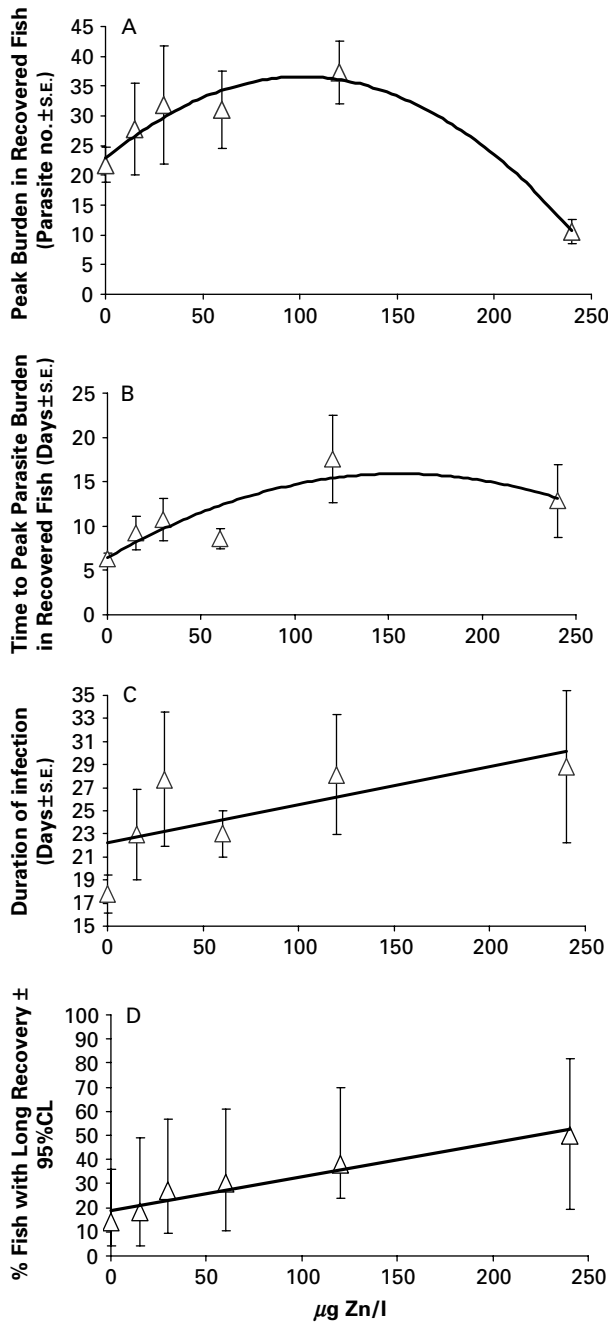 Peak Burden in Recovered Fish
(Parasite no.±S.E.)
A
45
40
35
30
25
20
15
10
5
0
0 50 100 150 200 250
Time to Peak Parasite Burden
in Recovered Fish (Days±S.E.)
B
25
20
15
10
5
0
0 50 100 150 200 250
Duration of infection
(Days±S.E.)
C
35
33
31
29
27
25
23
21
19
17
15
0 50 100 150 200 250
% Fish with Long Recovery ±
95%CL
D
100
90
80
70
60
50
40
30
20
10
0
0 50 100 150 200 250
µg Zn/l